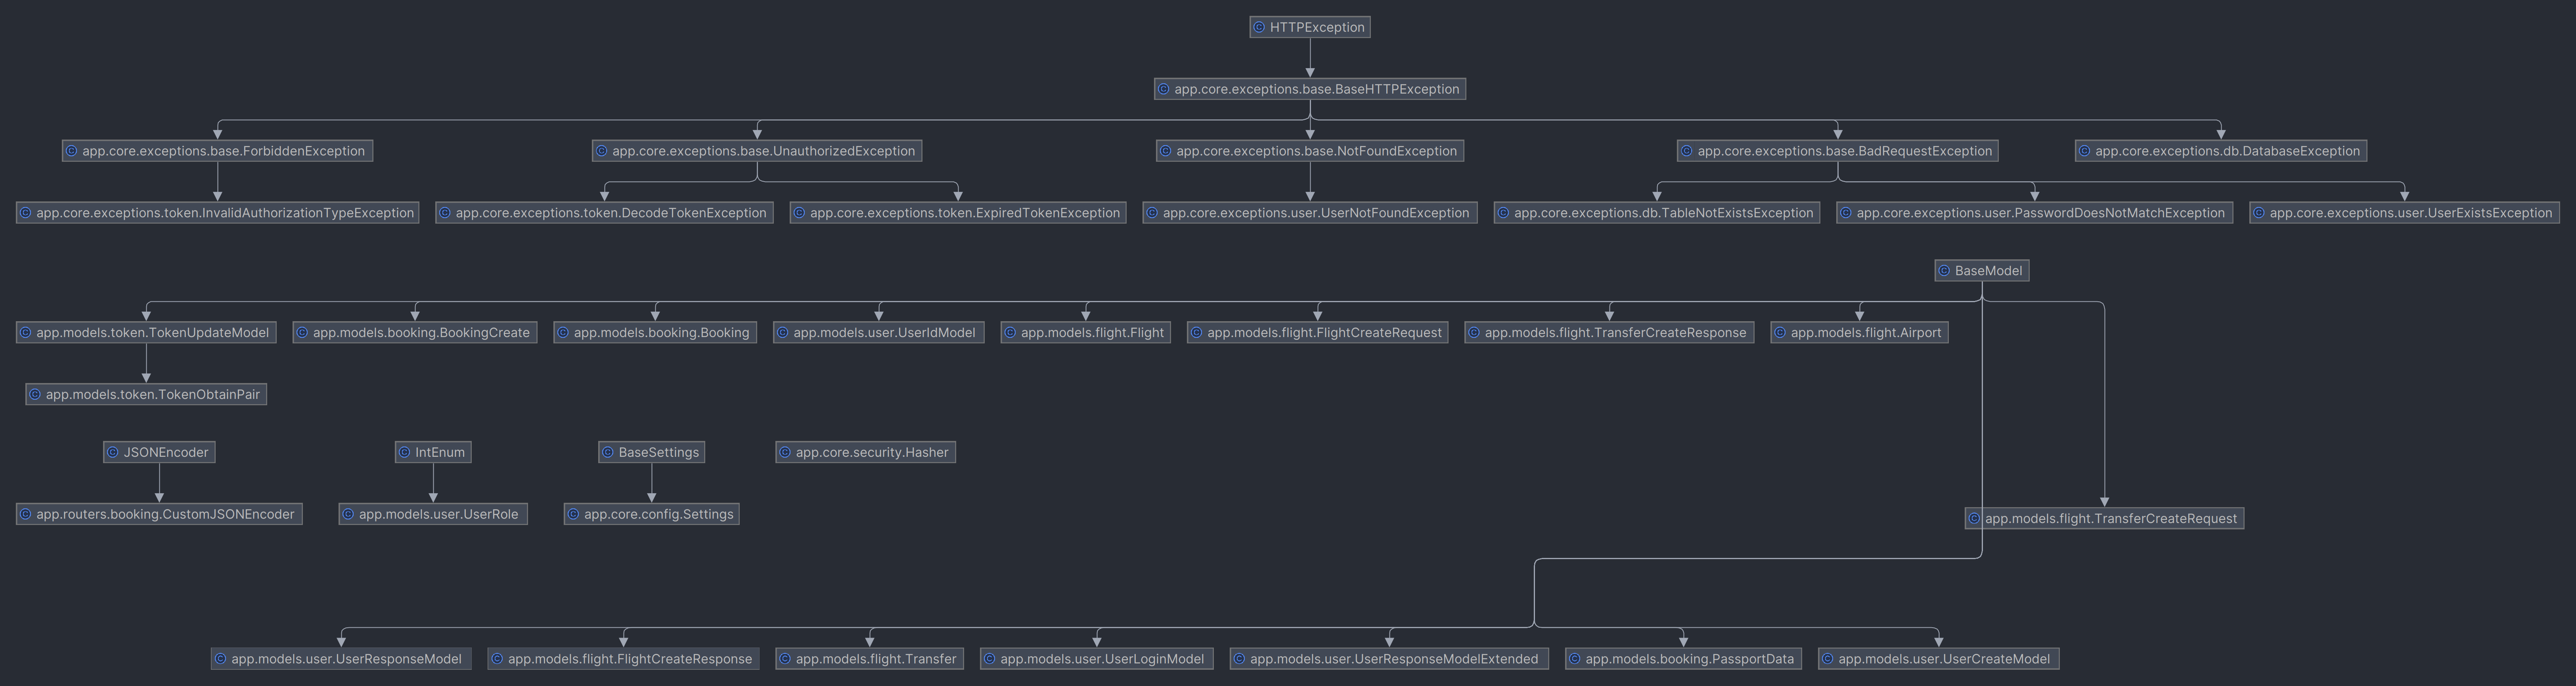 HTTPException
app.core.exceptions.base.BaseHTTPException
app.core.exceptions.base.ForbiddenException
app.core.exceptions.base.UnauthorizedException
app.core.exceptions.base.NotFoundException
app.core.exceptions.base.BadRequestException
app.core.exceptions.db.DatabaseException
app.core.exceptions.token.InvalidAuthorizationTypeException
app.core.exceptions.token.DecodeTokenException
app.core.exceptions.token.ExpiredTokenException
app.core.exceptions.user.UserNotFoundException
app.core.exceptions.db.TableNotExistsException
app.core.exceptions.user.PasswordDoesNotMatchException
app.core.exceptions.user.UserExistsException
BaseModel
app.models.token.TokenUpdateModel
app.models.booking.BookingCreate
app.models.booking.Booking
app.models.user.UserIdModel
app.models.flight.Flight
app.models.flight.FlightCreateRequest
app.models.flight.TransferCreateResponse
app.models.flight.Airport
app.models.token.TokenObtainPair
JSONEncoder
IntEnum
BaseSettings
app.core.security.Hasher
app.routers.booking.CustomJSONEncoder
app.models.user.UserRole
app.core.config.Settings
app.models.flight.TransferCreateRequest
app.models.user.UserResponseModel
app.models.flight.FlightCreateResponse
app.models.flight.Transfer
app.models.user.UserLoginModel
app.models.user.UserResponseModelExtended
app.models.booking.PassportData
app.models.user.UserCreateModel